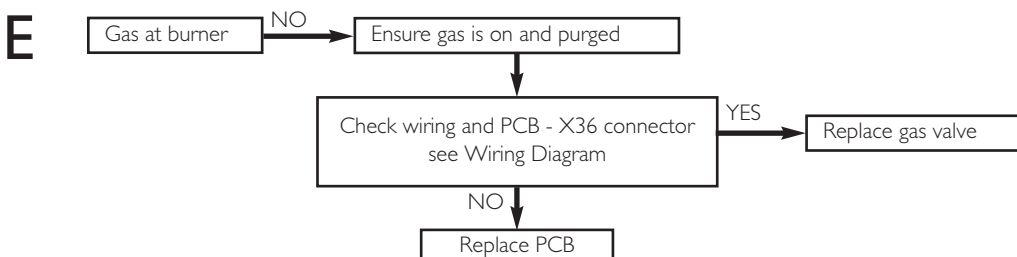 E
Gas at burner
NO
Ensure gas is on and purged
Check wiring and PCB - X36 connector
see Wiring Diagram
YES
Replace gas valve
NO
Replace PCB